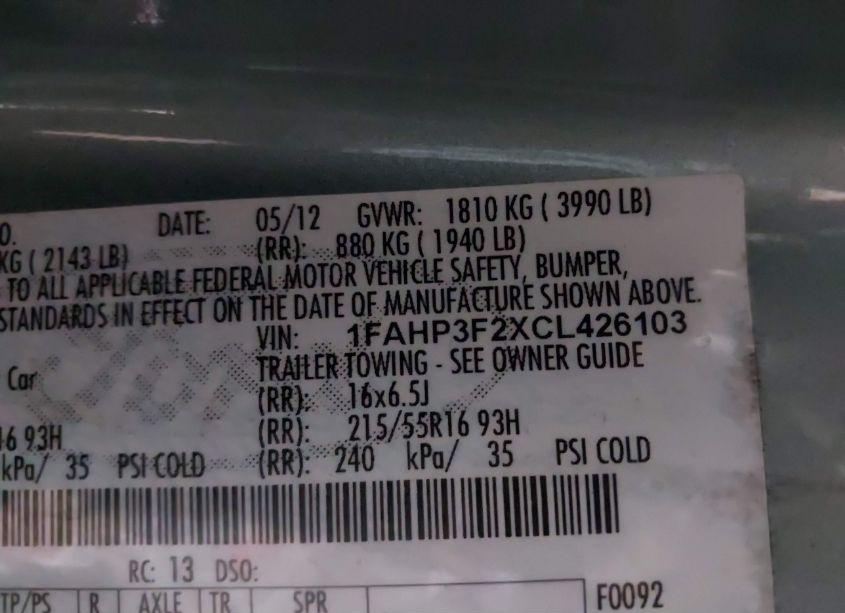 O. DATE: 05/12 GVWR: 1810 KG ( 3990 LB)
KG ( 2143 LB) (RR): 880 KG ( 1940 LB)
TO ALL APPLICABLE FEDERAL MOTOR VEHICLE SAFETY, BUMPER,
STANDARDS IN EFFECT ON THE DATE OF MANUFACTURE SHOWN ABOVE.
VIN: 1FAHP3F2XCL426103
Car TRAILER TOWING - SEE OWNER GUIDE
(RR): 16x6.5J
16 93H (RR): 215/55R16 93H
kPa/ 35 PSI COLD (RR): 240 kPa/ 35 PSI COLD
RC: 13 DSO:
TP/PS R AXLE TR SPR F0092